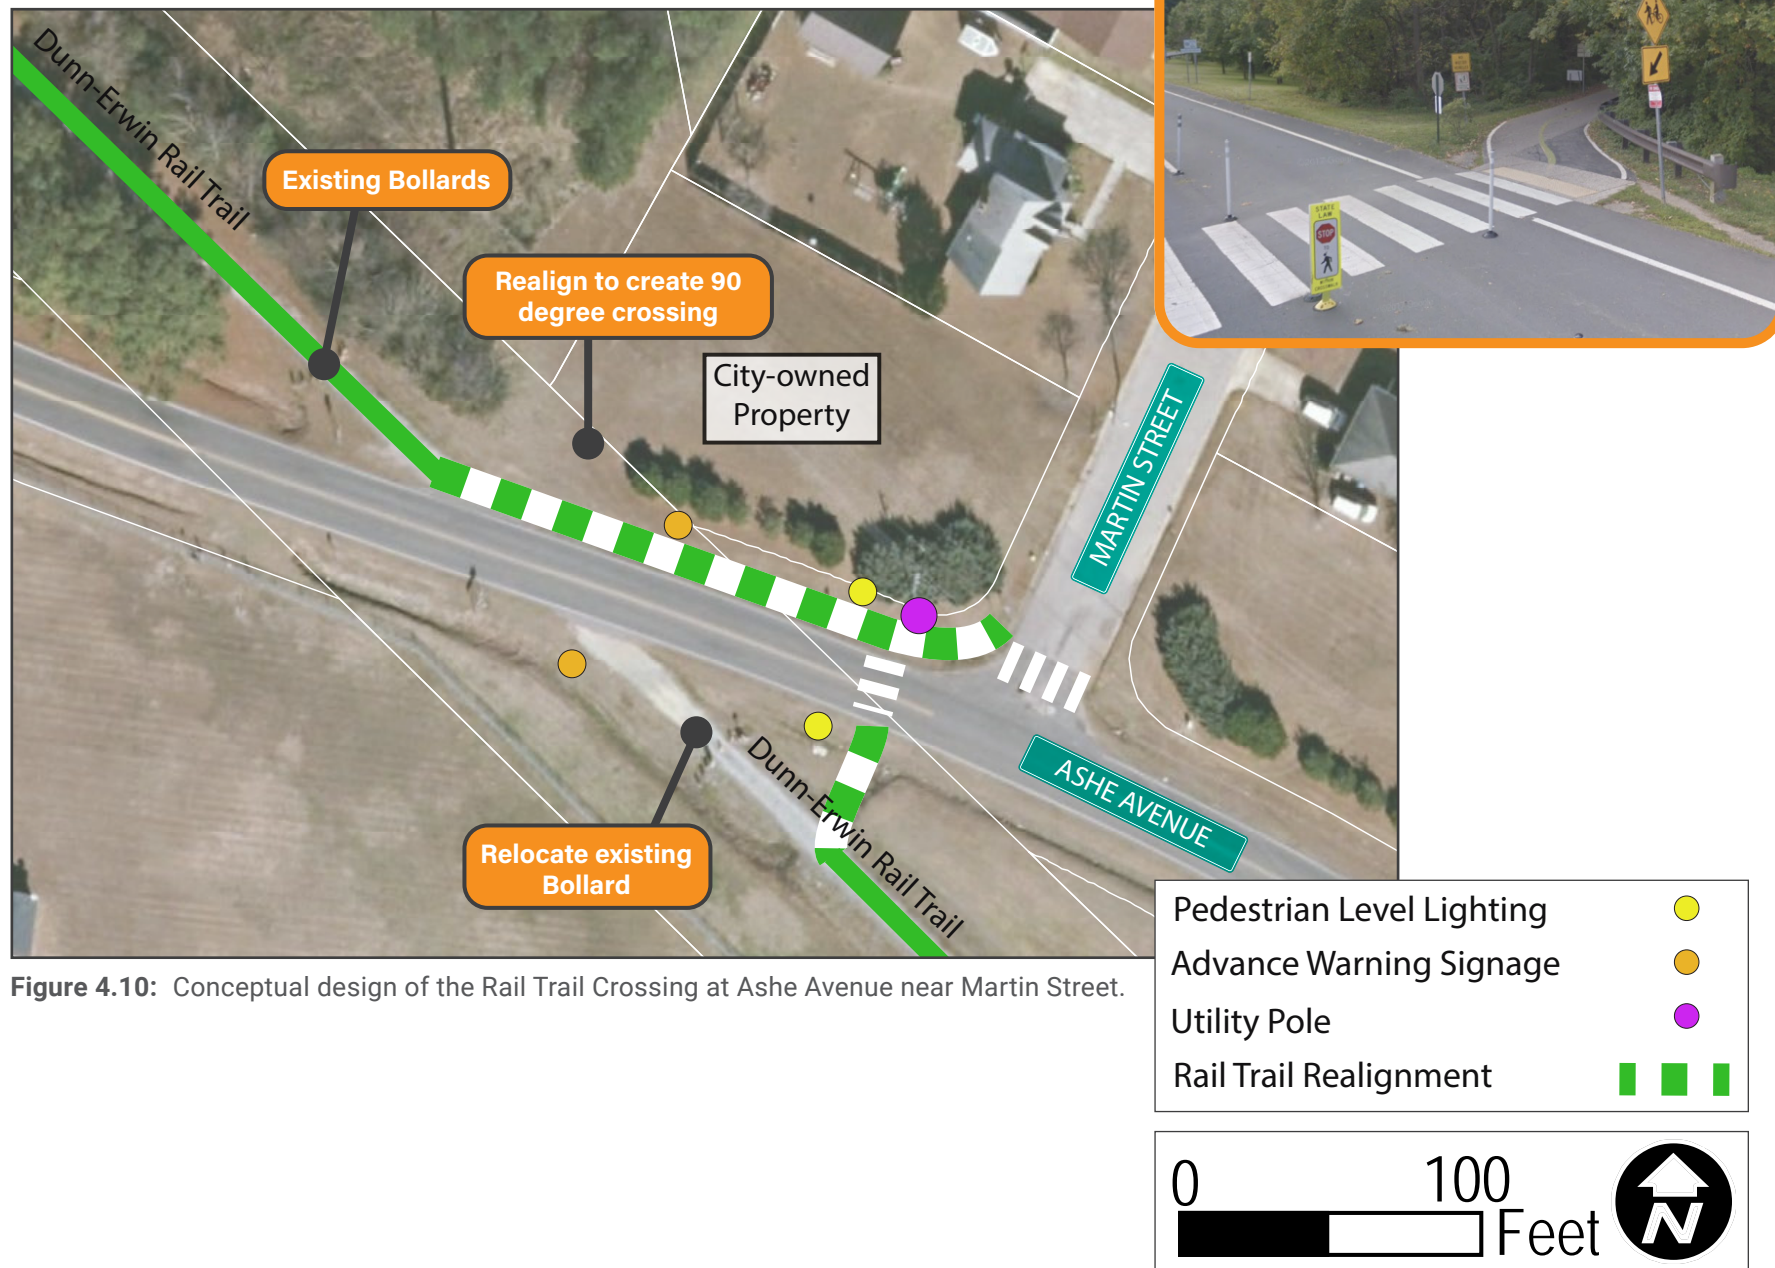 Dunn-Erwin Rail Trail
Existing Bollards
Realign to create 90
degree crossing
City-owned
Property
MARTIN STREET
STATE
LAW
STOP
ASHE AVENUE
Dunn-Erwin Rail Trail
Relocate existing
Bollard
Figure 4.10: Conceptual design of the Rail Trail Crossing at Ashe Avenue near Martin Street.
Pedestrian Level Lighting
Advance Warning Signage
Utility Pole
Rail Trail Realignment
0 100
Feet
N